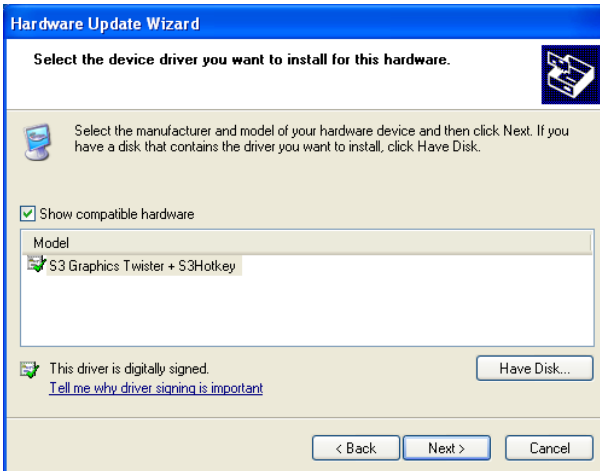 Hardware Update Wizard
Select the device driver you want to install for this hardware.
Select the manufacturer and model of your hardware device and then click Next. If you
have a disk that contains the driver you want to install, click Have Disk.
Show compatible hardware
Model
S3 Graphics Twister + S3Hotkey
This driver is digitally signed.
Have Disk...
Tell me why driver signing is important
< Back
Next >
Cancel